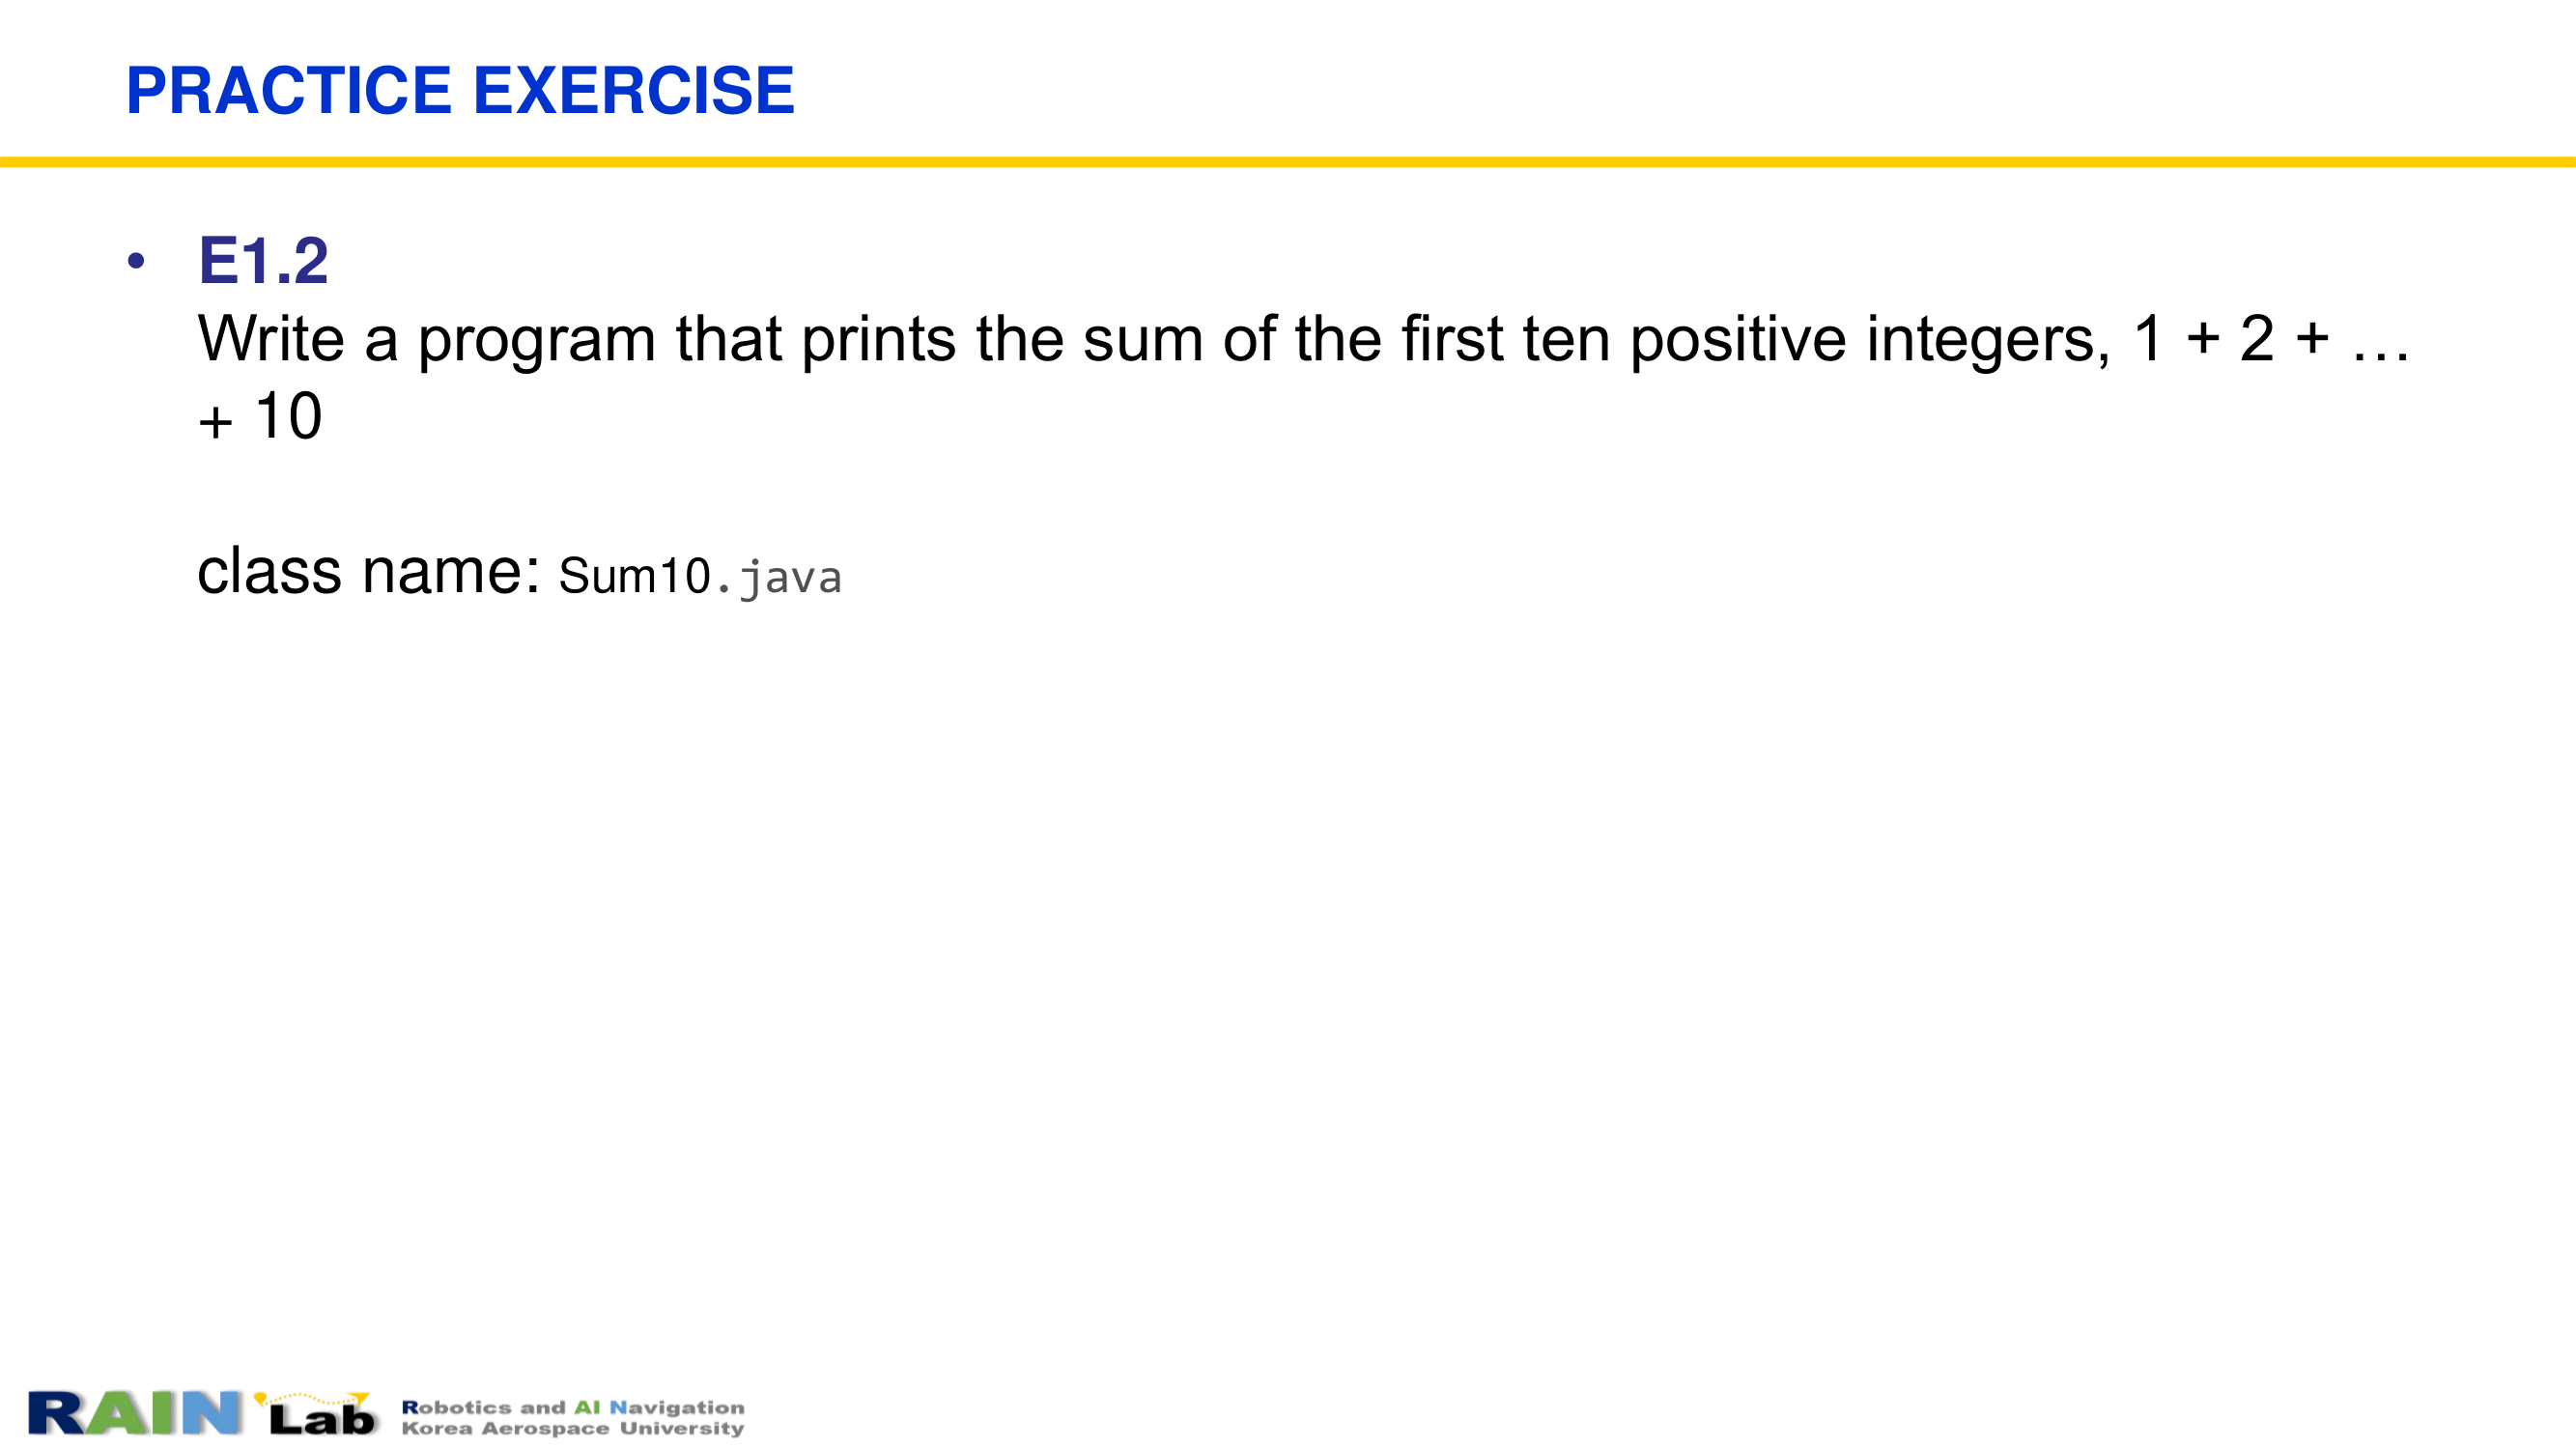 PRACTICE EXERCISE
• E1.2
Write a program that prints the sum of the first ten positive integers, 1 + 2 + …
+ 10
class name: Sum10.java
RAIN Lab
Robotics and AI Navigation
Korea Aerospace University